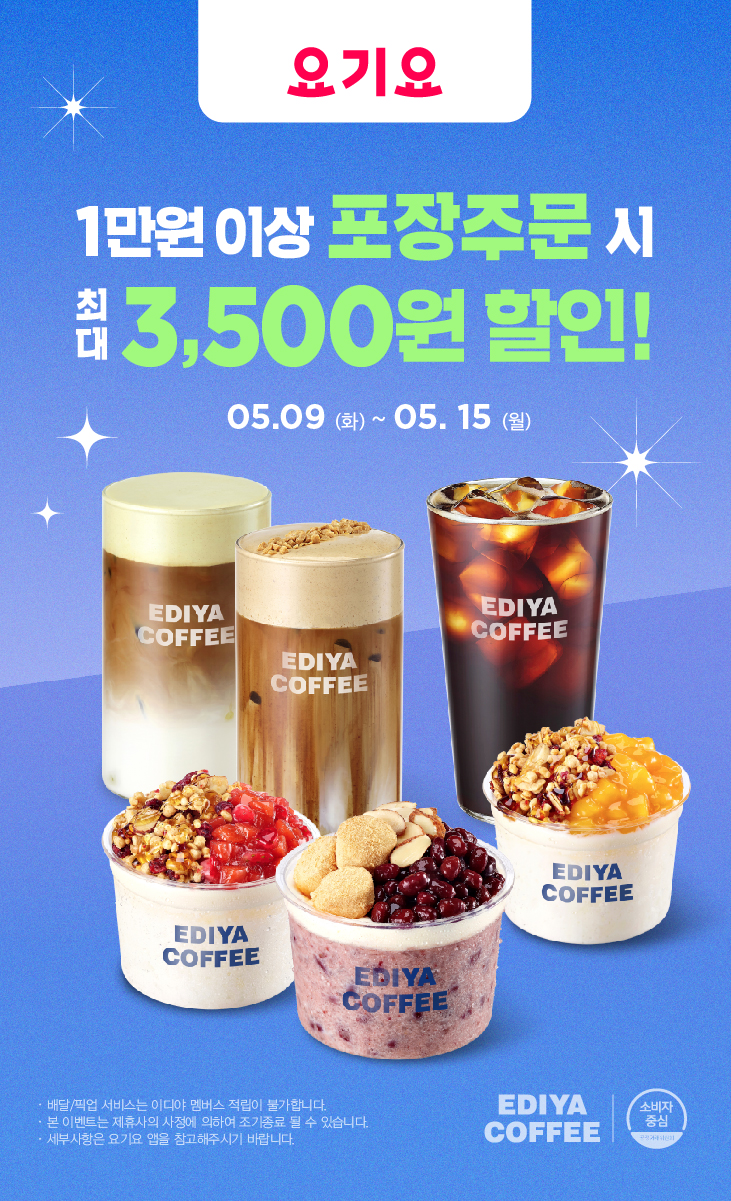 요기요
1만원 이상 포장주문 시
최대 3,500원 할인!
05.09 (화) ~ 05. 15 (월)
EDIYA
COFFEE
EDIYA
COFFEE
EDIYA
COFFEE
EDIYA
COFFEE
EDIYA
COFFEE
EDIYA
COFFEE
· 배달/픽업 서비스는 이디야 멤버스 적립이 불가합니다.
· 본 이벤트는 제휴사의 사정에 의하여 조기종료 될 수 있습니다.
· 세부사항은 요기요 앱을 참고해주시기 바랍니다.
EDIYA
COFFEE
소비자
중심